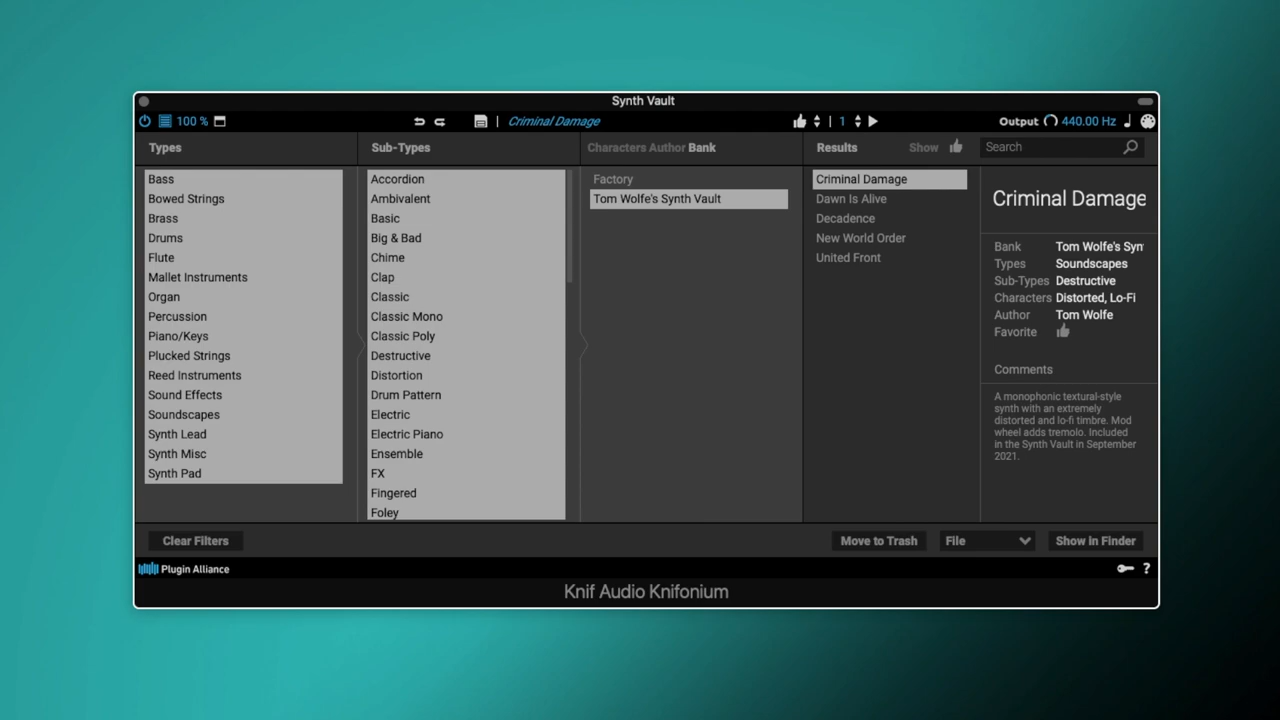 Synth Vault
100 % | Criminal Damage | 1 Output 440.00 Hz
Types
Sub-Types
Characters Author Bank
Results Show
Search
Bass
Bowed Strings
Brass
Drums
Flute
Mallet Instruments
Organ
Percussion
Piano/Keys
Plucked Strings
Reed Instruments
Sound Effects
Soundscapes
Synth Lead
Synth Misc
Synth Pad
Accordion
Ambivalent
Basic
Big & Bad
Chime
Clap
Classic
Classic Mono
Classic Poly
Destructive
Distortion
Drum Pattern
Electric
Electric Piano
Ensemble
FX
Fingered
Foley
Factory
Tom Wolfe's Synth Vault
Criminal Damage
Dawn Is Alive
Decadence
New World Order
United Front
Criminal Damage
Bank Tom Wolfe's Syn
Types Soundscapes
Sub-Types Destructive
Characters Distorted, Lo-Fi
Author Tom Wolfe
Favorite
Comments
A monophonic textural-style
synth with an extremely
distorted and lo-fi timbre. Mod
wheel adds tremolo. Included
in the Synth Vault in September
2021.
Clear Filters
Move to Trash
File
Show in Finder
Plugin Alliance
?
Knif Audio Knifonium